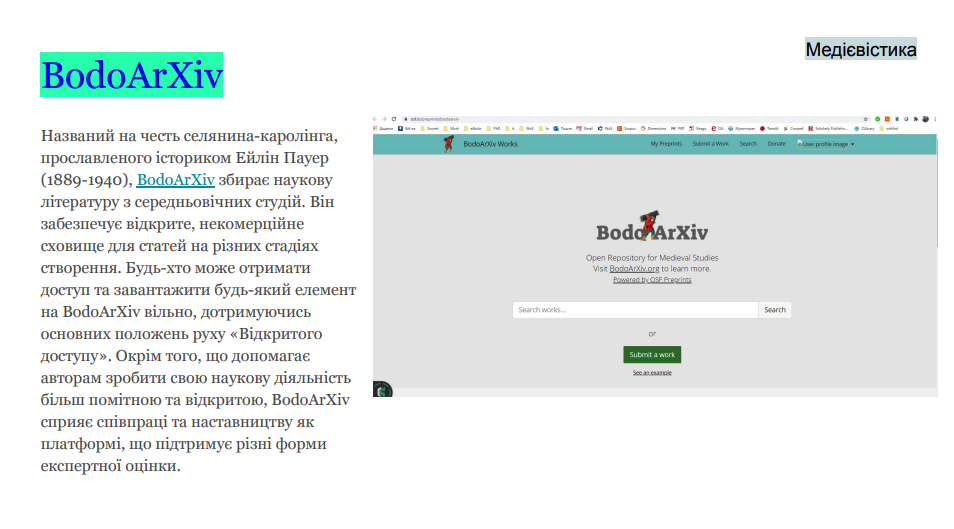 Медієвістика
BodoArXiv
Названий на честь селянина-каролінга,
прославленого істориком Ейлін Пауер
(1889-1940), BodoArXiv збирає наукову
літературу з середньовічних студій. Він
забезпечує відкрите, некомерційне
сховище для статей на різних стадіях
створення. Будь-хто може отримати
доступ та завантажити будь-який елемент
на BodoArXiv вільно, дотримуючись
основних положень руху «Відкритого
доступу». Окрім того, що допомагає
авторам зробити свою наукову діяльність
більш помітною та відкритою, BodoArXiv
сприяє співпраці та наставництву як
платформі, що підтримує різні форми
експертної оцінки.
BodoArXiv Works
My Preprints Submit a Work Search Donate User profile image
BodoArXiv
Open Repository for Medieval Studies
Visit BodoArXiv.org to learn more.
Powered by OSF Preprints
Search works... Search
or
Submit a work
See an example